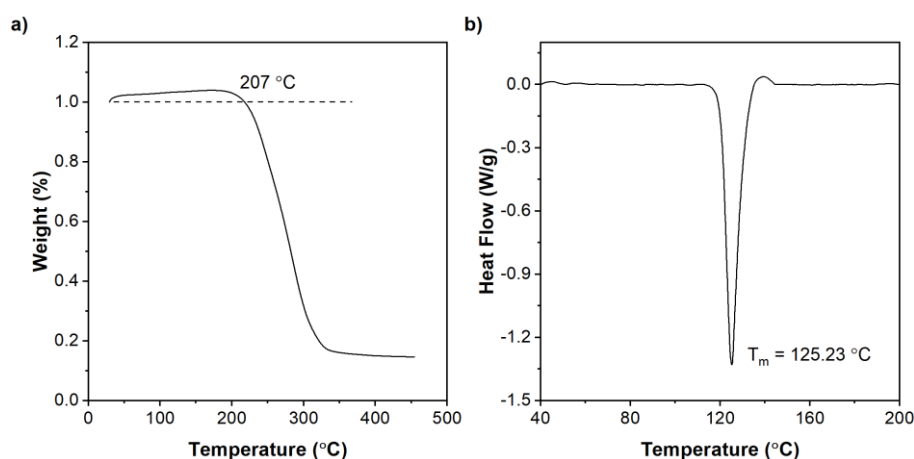 a)
1.2
1.0
0.8
0.6
0.4
0.2
0.0
Weight (%)
207 °C
0 100 200 300 400 500
Temperature (°C)
b)
0.0
-0.3
-0.6
-0.9
-1.2
-1.5
Heat Flow (W/g)
Tm = 125.23 °C
40 80 120 160 200
Temperature (°C)